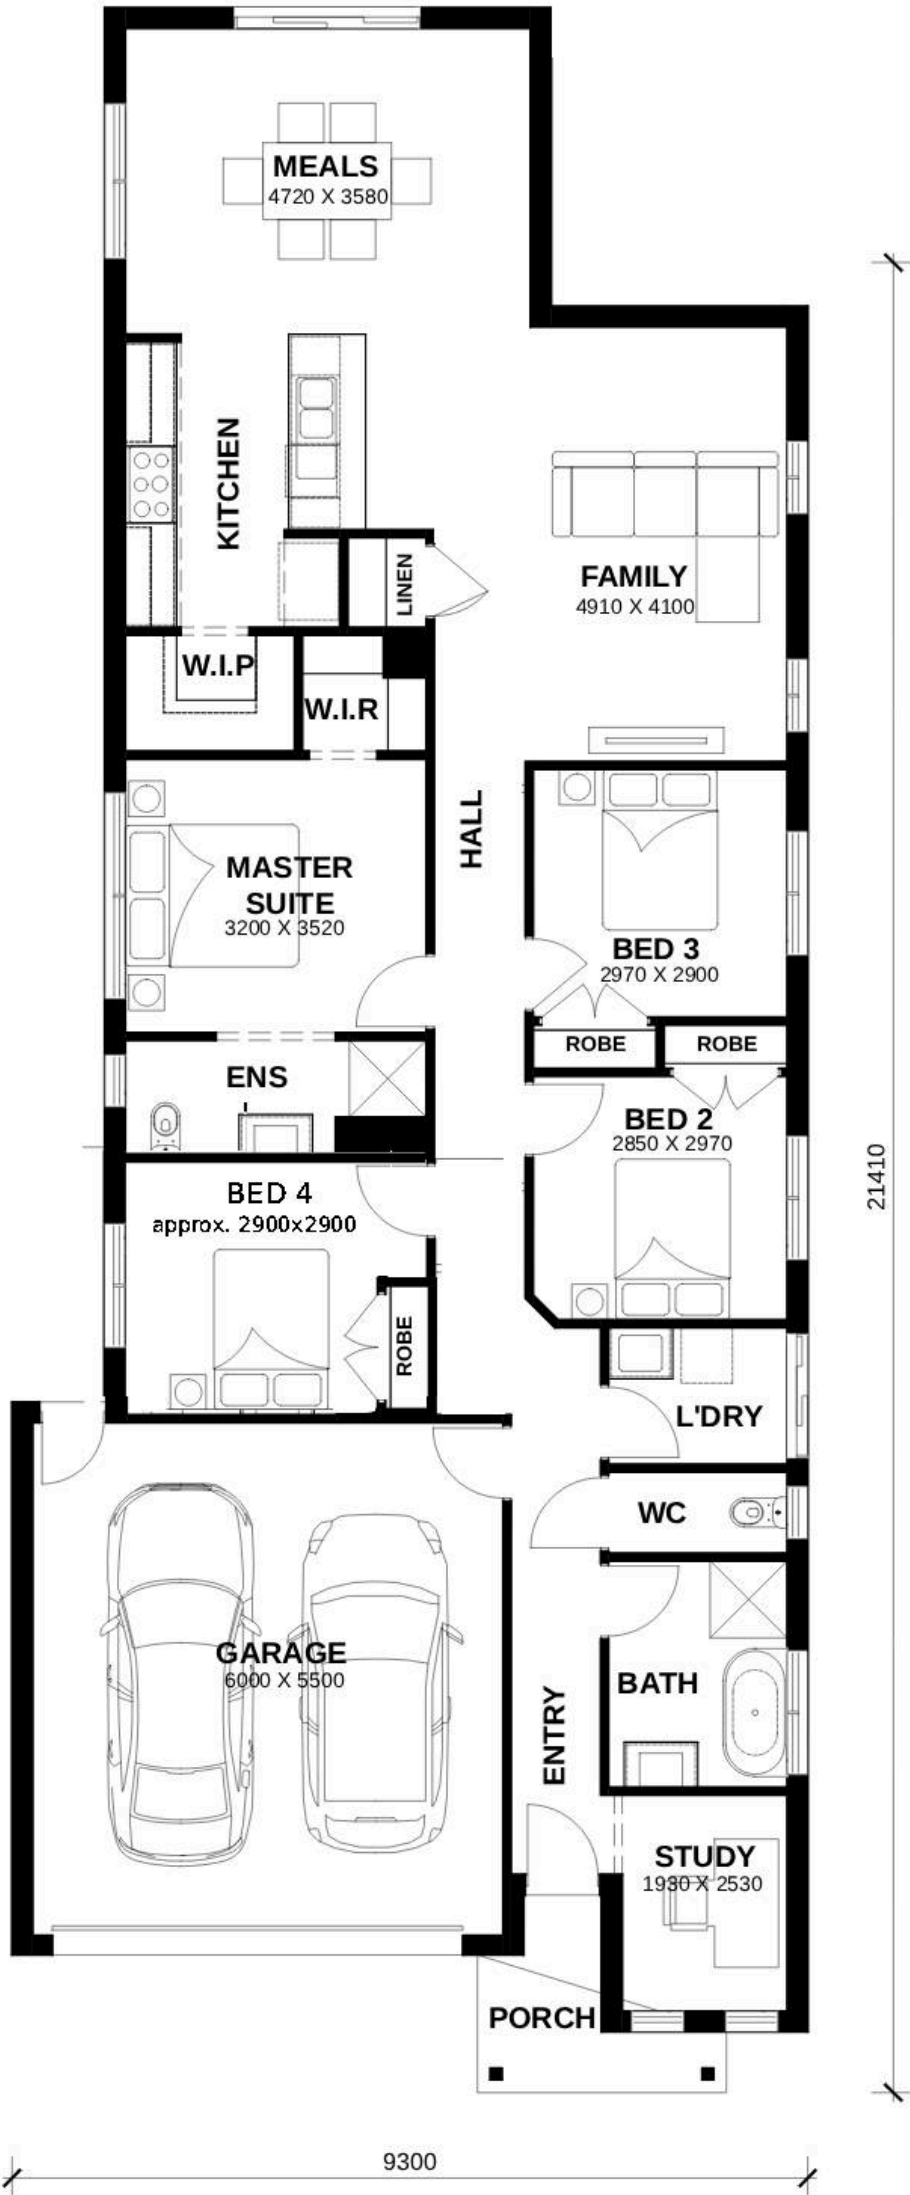 MEALS
4720 X 3580
KITCHEN
LINEN
FAMILY
4910 X 4100
W.I.P
W.I.R
HALL
MASTER
SUITE
3200 X 3520
BED 3
2970 X 2900
ROBE
ROBE
ENS
BED 2
2850 X 2970
21410
BED 4
approx. 2900x2900
ROBE
L'DRY
WC
GARAGE
6000 X 5500
BATH
ENTRY
STUDY
1930 X 2530
PORCH
9300